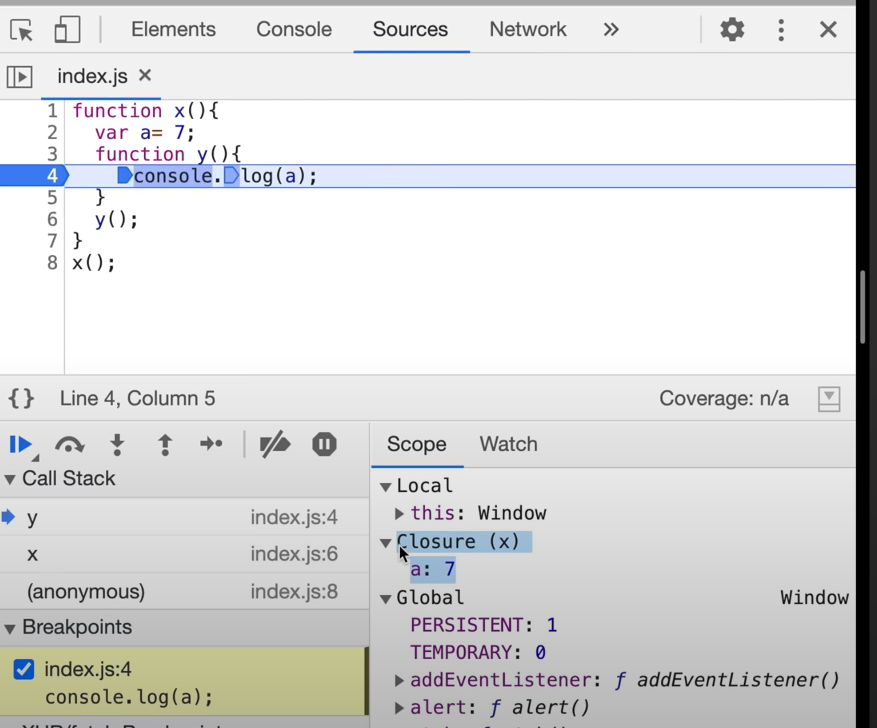 Elements Console Sources Network »
index.js ×
1 function x(){
2 var a= 7;
3 function y(){
4 console.log(a);
5 }
6 y();
7 }
8 x();
{} Line 4, Column 5 Coverage: n/a
Scope Watch
Call Stack
y index.js:4
x index.js:6
(anonymous) index.js:8
Breakpoints
index.js:4
console.log(a);
Local
this: Window
Closure (x)
a: 7
Global Window
PERSISTENT: 1
TEMPORARY: 0
addEventListener: ƒ addEventListener()
alert: ƒ alert()